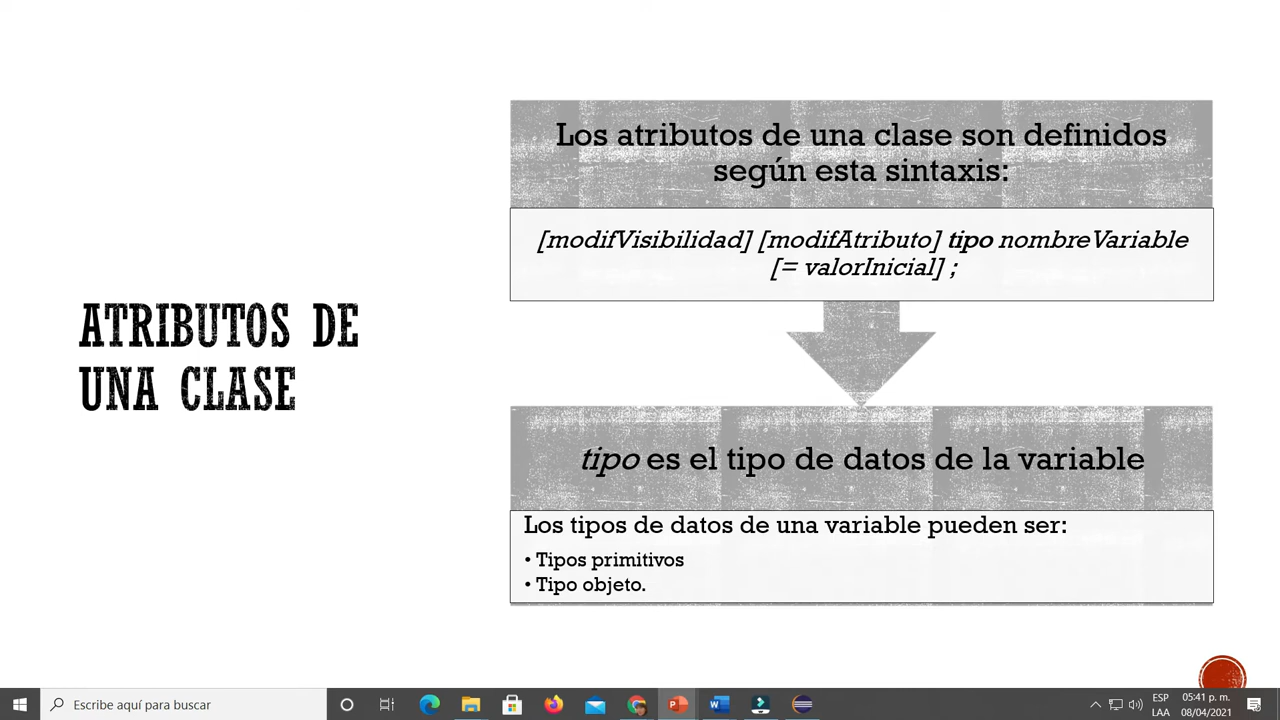 Los atributos de una clase son definidos
según esta sintaxis:
[modifVisibilidad] [modifAtributo] tipo nombreVariable
[= valorInicial] ;
ATRIBUTOS DE
UNA CLASE
tipo es el tipo de datos de la variable
Los tipos de datos de una variable pueden ser:
• Tipos primitivos
• Tipo objeto.
Escribe aquí para buscar
ESP
LAA
05:41 p. m.
08/04/2021